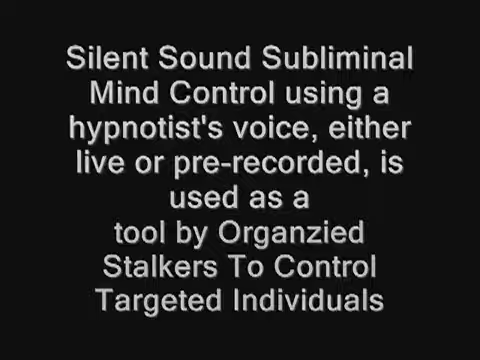 Silent Sound Subliminal
Mind Control using a
hypnotist's voice, either
live or pre-recorded, is
used as a
tool by Organzied
Stalkers To Control
Targeted Individuals